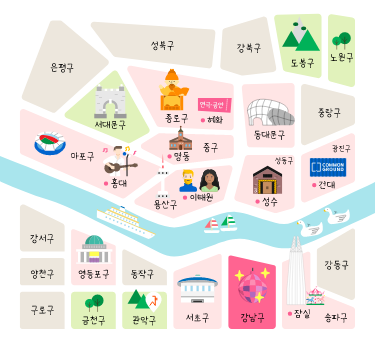 은평구
성북구
강북구
도봉구
노원구
서대문구
종로구
연극·공연
혜화
동대문구
중랑구
마포구
홍대
명동
중구
용산구
이태원
성동구
성수
광진구
COMMON
GROUND
건대
강서구
양천구
구로구
영등포구
동작구
금천구
관악구
서초구
강남구
잠실
송파구
강동구